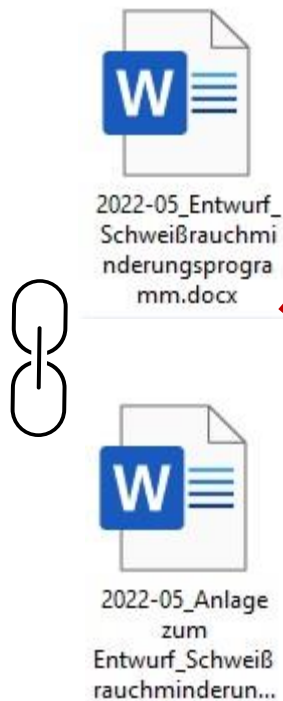 W
2022-05_Entwurf_
Schweißrauchmi
nderungsprogra
mm.docx
W
2022-05_Anlage
zum
Entwurf_Schweiß
rauchminderun...